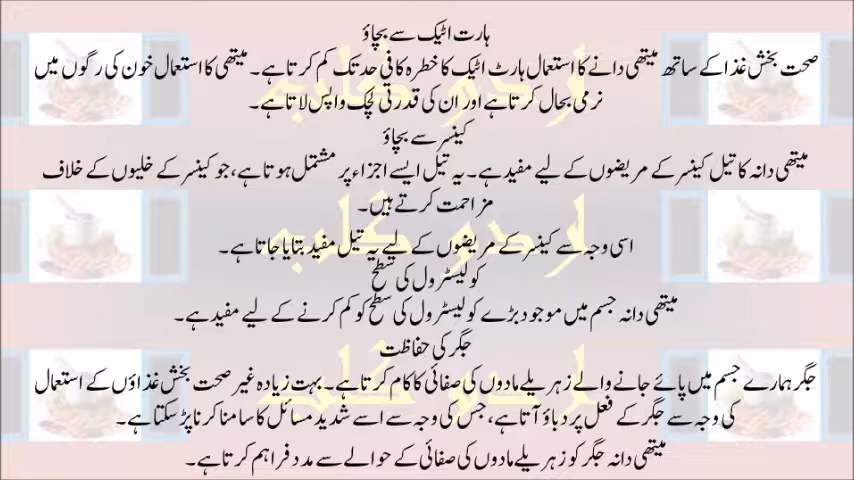 ہارٹ اٹیک سے بچاؤ
صحت بخش غذا کے ساتھ میتھی دانے کا استعمال ہارٹ اٹیک کا خطرہ کافی حد تک کم کرتا ہے۔ میتھی کا استعمال خون کی رگوں میں
نرمی بحال کرتا ہے اور ان کی قدرتی لچک واپس لاتا ہے۔
کینسر سے بچاؤ
میتھی دانہ کا تیل کینسر کے مریضوں کے لیے مفید ہے۔ یہ تیل ایسے اجزاء پر مشتمل ہوتا ہے، جو کینسر کے خلیوں کے خلاف
مزاحمت کرتے ہیں۔
اسی وجہ سے کینسر کے مریضوں کے لیے یہ تیل مفید بتایا جاتا ہے۔
کولیسٹرول کی سطح
میتھی دانہ جسم میں موجود بڑے کولیسٹرول کی سطح کو کم کرنے کے لیے مفید ہے۔
جگر کی حفاظت
جگر ہمارے جسم میں پائے جانے والے زہریلے مادوں کی صفائی کا کام کرتا ہے۔ بہت زیادہ غیر صحت بخش غذاؤں کے استعمال
کی وجہ سے جگر کے فعل پر دباؤ آتا ہے، جس کی وجہ سے اسے شدید مسائل کا سامنا کرنا پڑ سکتا ہے۔
میتھی دانہ جگر کو زہریلے مادوں کی صفائی کے حوالے سے مدد فراہم کرتا ہے۔